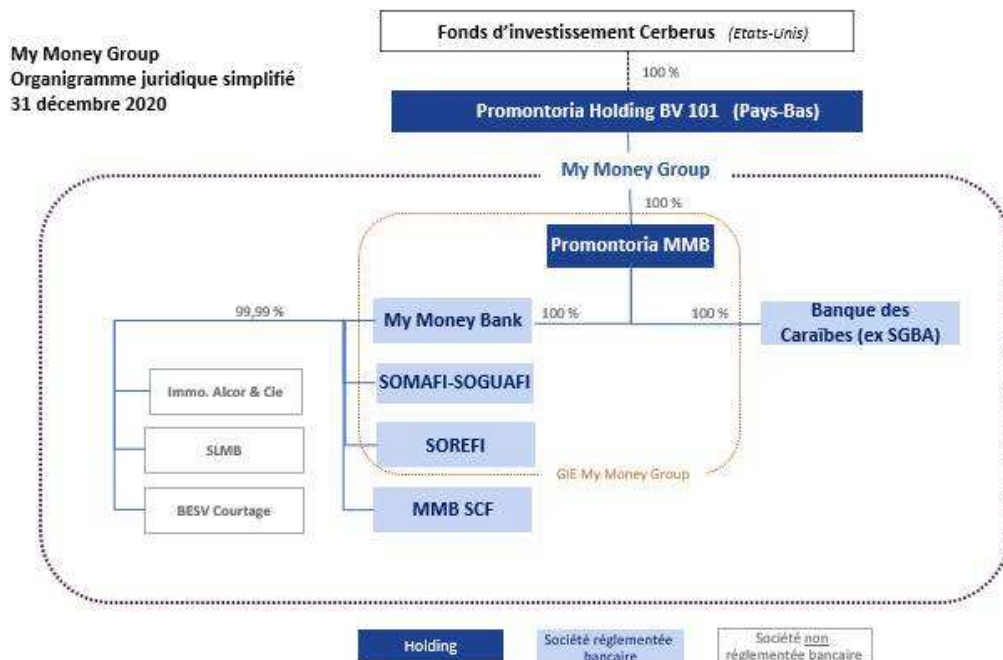 My Money Group
Organigramme juridique simplifié
31 décembre 2020
Fonds d'investissement Cerberus (Etats-Unis)
100 %
Promontoria Holding BV 101 (Pays-Bas)
My Money Group
100 %
Promontoria MMB
99,99 %
My Money Bank
100 %
100 %
Banque des
Caraïbes (ex SGBA)
Immo. Alcor & Cie
SOMAFI-SOGUAFI
SLMB
SOREFI
GIE My Money Group
BESV Courtage
MMB SCF
Holding
Société réglementée
bancaire
Société non
réglementée bancaire